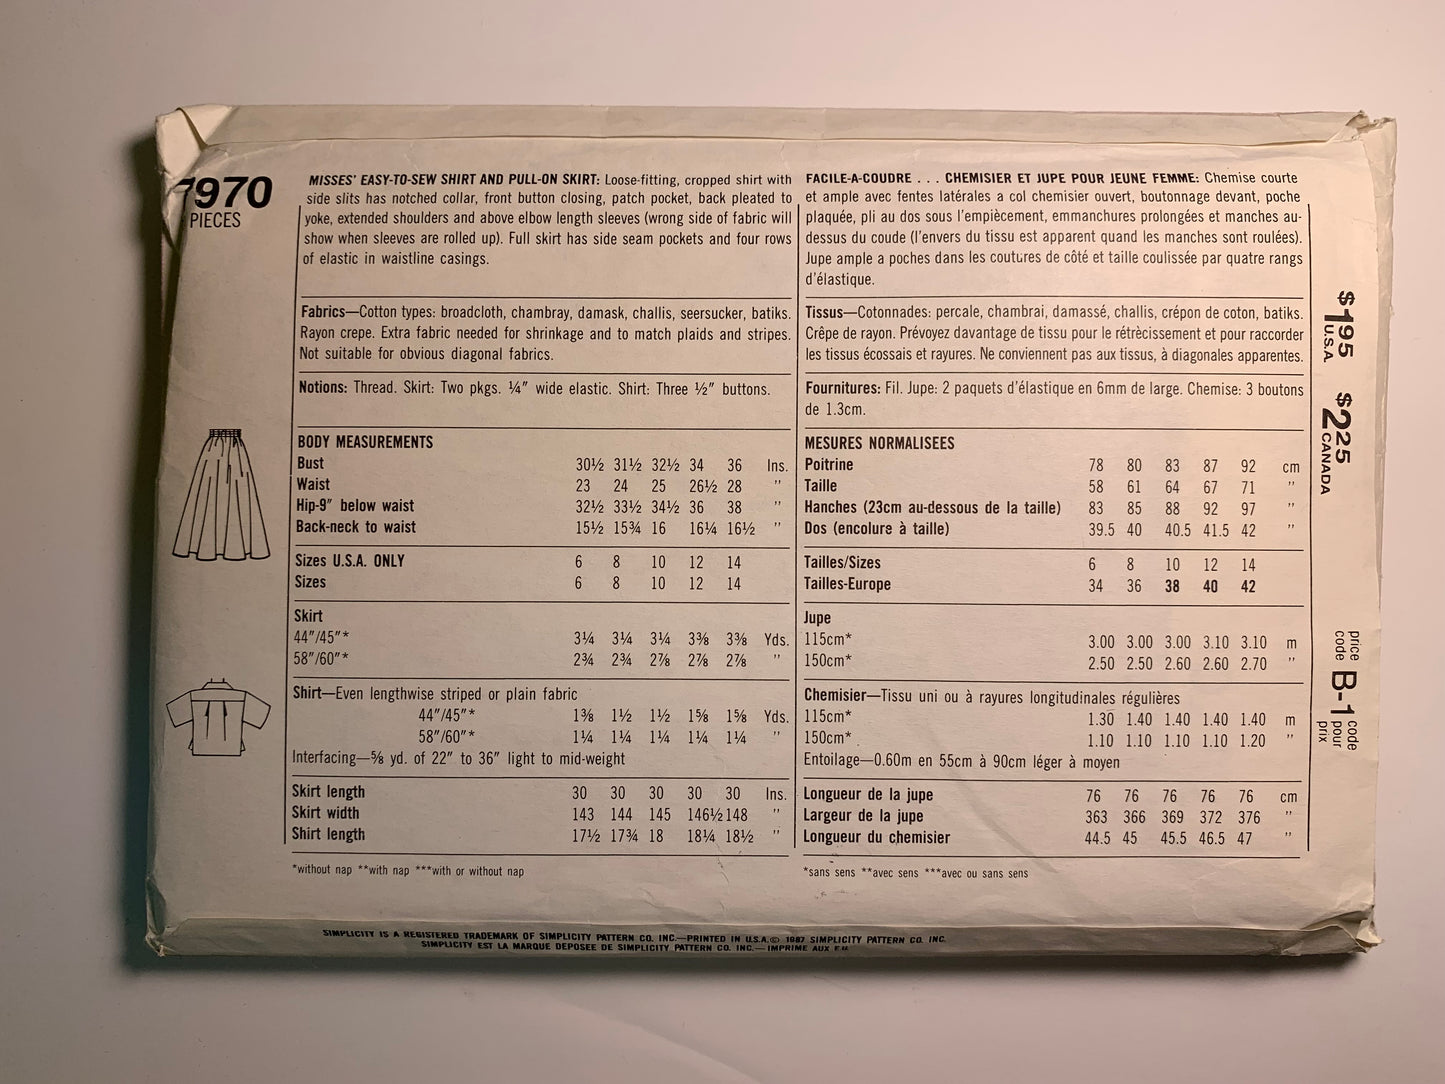 7970
PIECES
MISSES' EASY-TO-SEW SHIRT AND PULL-ON SKIRT: Loose-fitting, cropped shirt with
side slits has notched collar, front button closing, patch pocket, back pleated to
yoke, extended shoulders and above elbow length sleeves (wrong side of fabric will
show when sleeves are rolled up). Full skirt has side seam pockets and four rows
of elastic in waistline casings.
Fabrics—Cotton types: broadcloth, chambray, damask, challis, seersucker, batiks.
Rayon crepe. Extra fabric needed for shrinkage and to match plaids and stripes.
Not suitable for obvious diagonal fabrics.
Notions: Thread. Skirt: Two pkgs. ¼" wide elastic. Shirt: Three ½" buttons.
BODY MEASUREMENTS
Bust 30½ 31½ 32½ 34 36 Ins.
Waist 23 24 25 26½ 28 "
Hip-9" below waist 32½ 33½ 34½ 36 38 "
Back-neck to waist 15½ 15¾ 16 16¼ 16½ "
Sizes U.S.A. ONLY 6 8 10 12 14
Sizes 6 8 10 12 14
Skirt
44"/45"* 3¼ 3¼ 3¼ 3⅜ 3⅜ Yds.
58"/60"* 2¾ 2¾ 2⅞ 2⅞ 2⅞ "
Shirt—Even lengthwise striped or plain fabric
44"/45"* 1⅜ 1½ 1½ 1⅝ 1⅝ Yds.
58"/60"* 1¼ 1¼ 1¼ 1¼ 1¼ "
Interfacing—⅝ yd. of 22" to 36" light to mid-weight
Skirt length 30 30 30 30 30 Ins.
Skirt width 143 144 145 146½ 148 "
Shirt length 17½ 17¾ 18 18¼ 18½ "
*without nap **with nap ***with or without nap
FACILE-A-COUDRE . . . CHEMISIER ET JUPE POUR JEUNE FEMME: Chemise courte
et ample avec fentes latérales a col chemisier ouvert, boutonnage devant, poche
plaquée, pli au dos sous l'empiècement, emmanchures prolongées et manches au-
dessus du coude (l'envers du tissu est apparent quand les manches sont roulées).
Jupe ample a poches dans les coutures de côté et taille coulissée par quatre rangs
d'élastique.
Tissus—Cotonnades: percale, chambrai, damassé, challis, crépon de coton, batiks.
Crêpe de rayon. Prévoyez davantage de tissu pour le rétrècissement et pour raccorder
les tissus écossais et rayures. Ne conviennent pas aux tissus, à diagonales apparentes.
Fournitures: Fil. Jupe: 2 paquets d'élastique en 6mm de large. Chemise: 3 boutons
de 1.3cm.
MESURES NORMALISEES
Poitrine 78 80 83 87 92 cm
Taille 58 61 64 67 71 "
Hanches (23cm au-dessous de la taille) 83 85 88 92 97 "
Dos (encolure à taille) 39.5 40 40.5 41.5 42 "
Tailles/Sizes 6 8 10 12 14
Tailles-Europe 34 36 38 40 42
Jupe
115cm* 3.00 3.00 3.00 3.10 3.10 m
150cm* 2.50 2.50 2.60 2.60 2.70 "
Chemisier—Tissu uni ou à rayures longitudinales régulières
115cm* 1.30 1.40 1.40 1.40 1.40 m
150cm* 1.10 1.10 1.10 1.10 1.20 "
Entoilage—0.60m en 55cm à 90cm léger à moyen
Longueur de la jupe 76 76 76 76 76 cm
Largeur de la jupe 363 366 369 372 376 "
Longueur du chemisier 44.5 45 45.5 46.5 47 "
*sans sens **avec sens ***avec ou sans sens
$195
U.S.A.
$225
CANADA
price
code
B-1
code
pour
prix
SIMPLICITY IS A REGISTERED TRADEMARK OF SIMPLICITY PATTERN CO. INC.—PRINTED IN U.S.A.© 1987 SIMPLICITY PATTERN CO. INC.
SIMPLICITY EST LA MARQUE DEPOSEE DE SIMPLICITY PATTERN CO. INC.—IMPRIME AUX E.U.